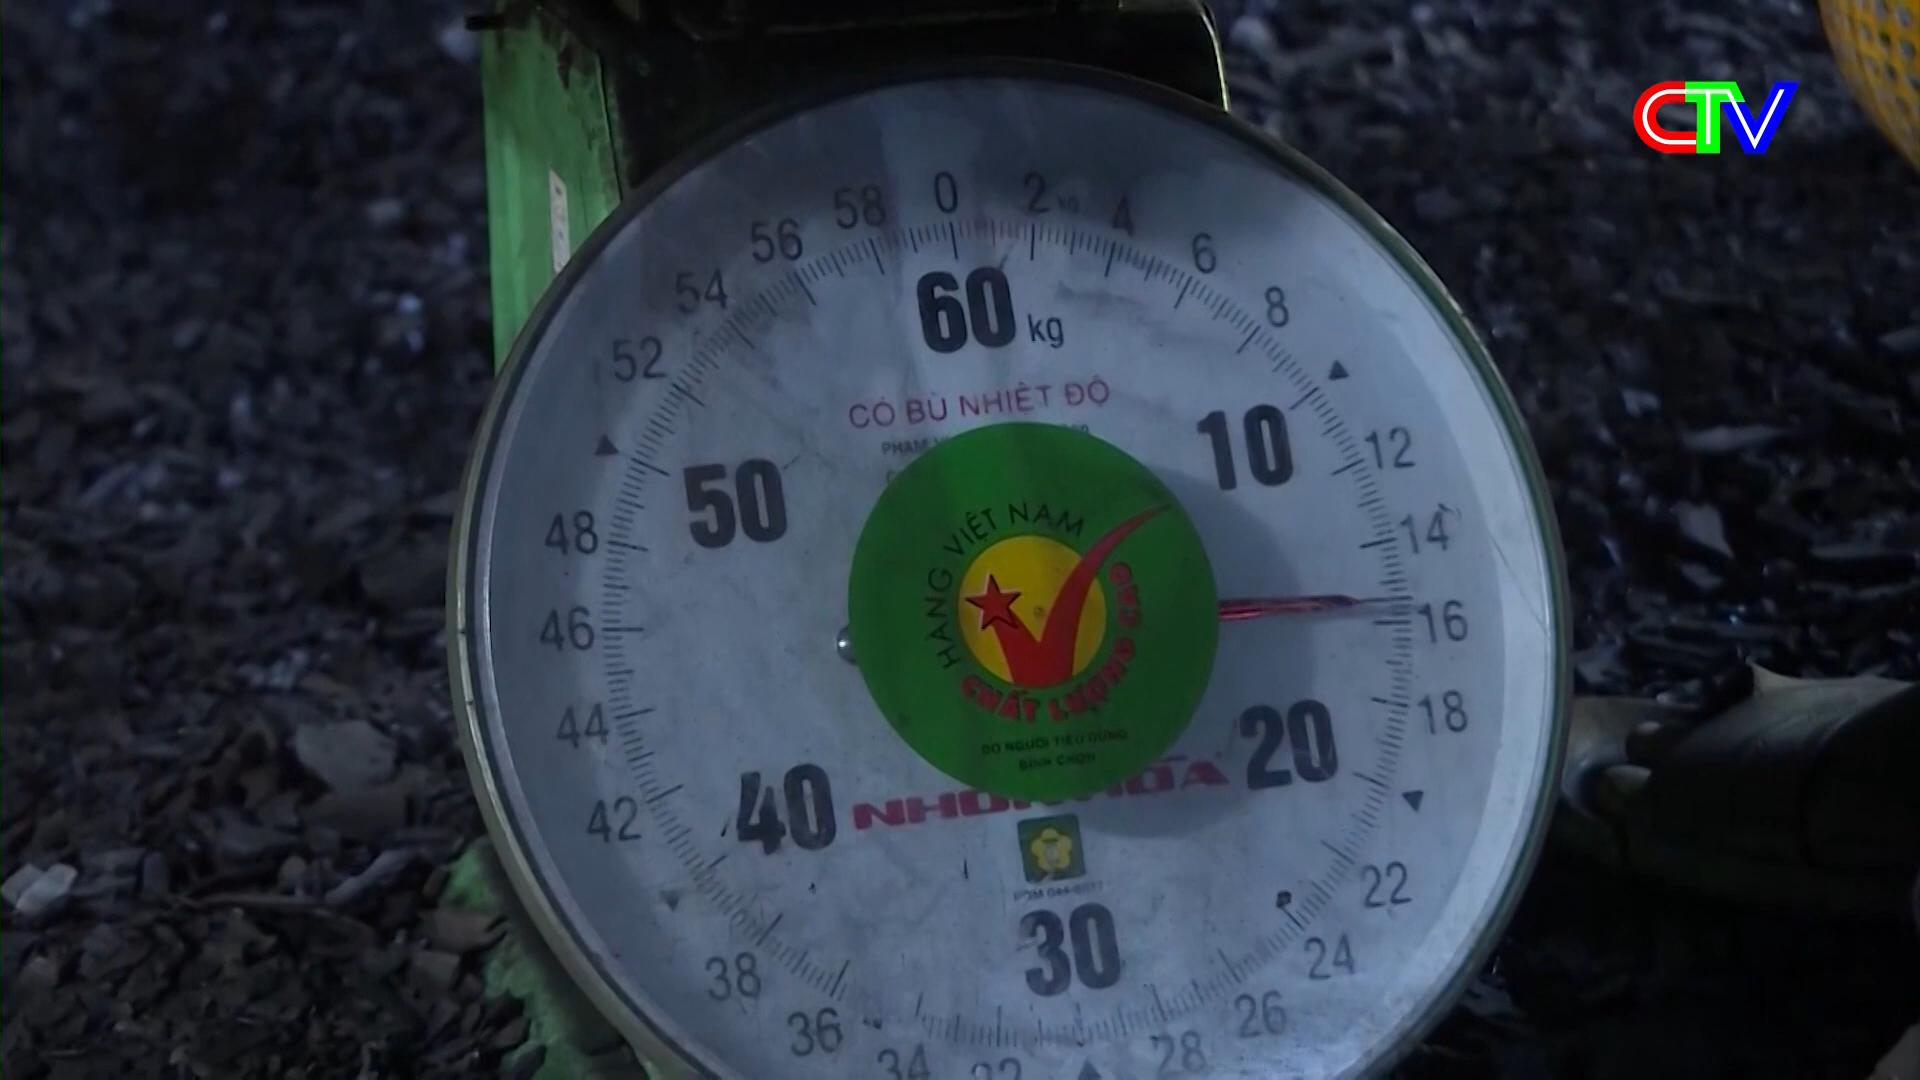 CTV
0 2 kg 4 6 8 12 14 16 18 22 24 26 28 32 34 36 38 42 44 46 48 52 54 56 58
60 kg
10
20
30
40
50
CÓ BÙ NHIỆT ĐỘ
HÀNG VIỆT NAM
CHẤT LƯỢNG CAO
DO NGƯỜI TIÊU DÙNG
BÌNH CHỌN